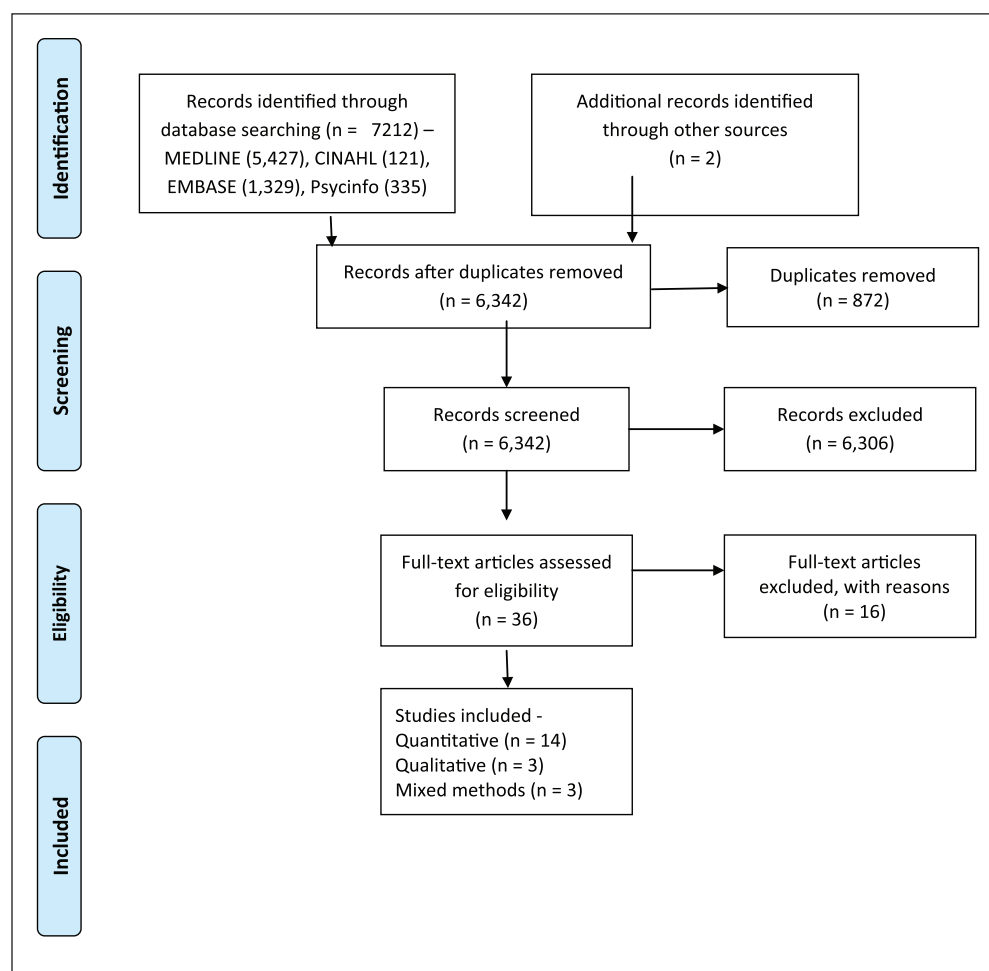 Identification
Records identified through
database searching (n = 7212) –
MEDLINE (5,427), CINAHL (121),
EMBASE (1,329), Psycinfo (335)
Additional records identified
through other sources
(n = 2)
Records after duplicates removed
(n = 6,342)
Duplicates removed
(n = 872)
Screening
Records screened
(n = 6,342)
Records excluded
(n = 6,306)
Eligibility
Full-text articles assessed
for eligibility
(n = 36)
Full-text articles
excluded, with reasons
(n = 16)
Included
Studies included -
Quantitative (n = 14)
Qualitative (n = 3)
Mixed methods (n = 3)